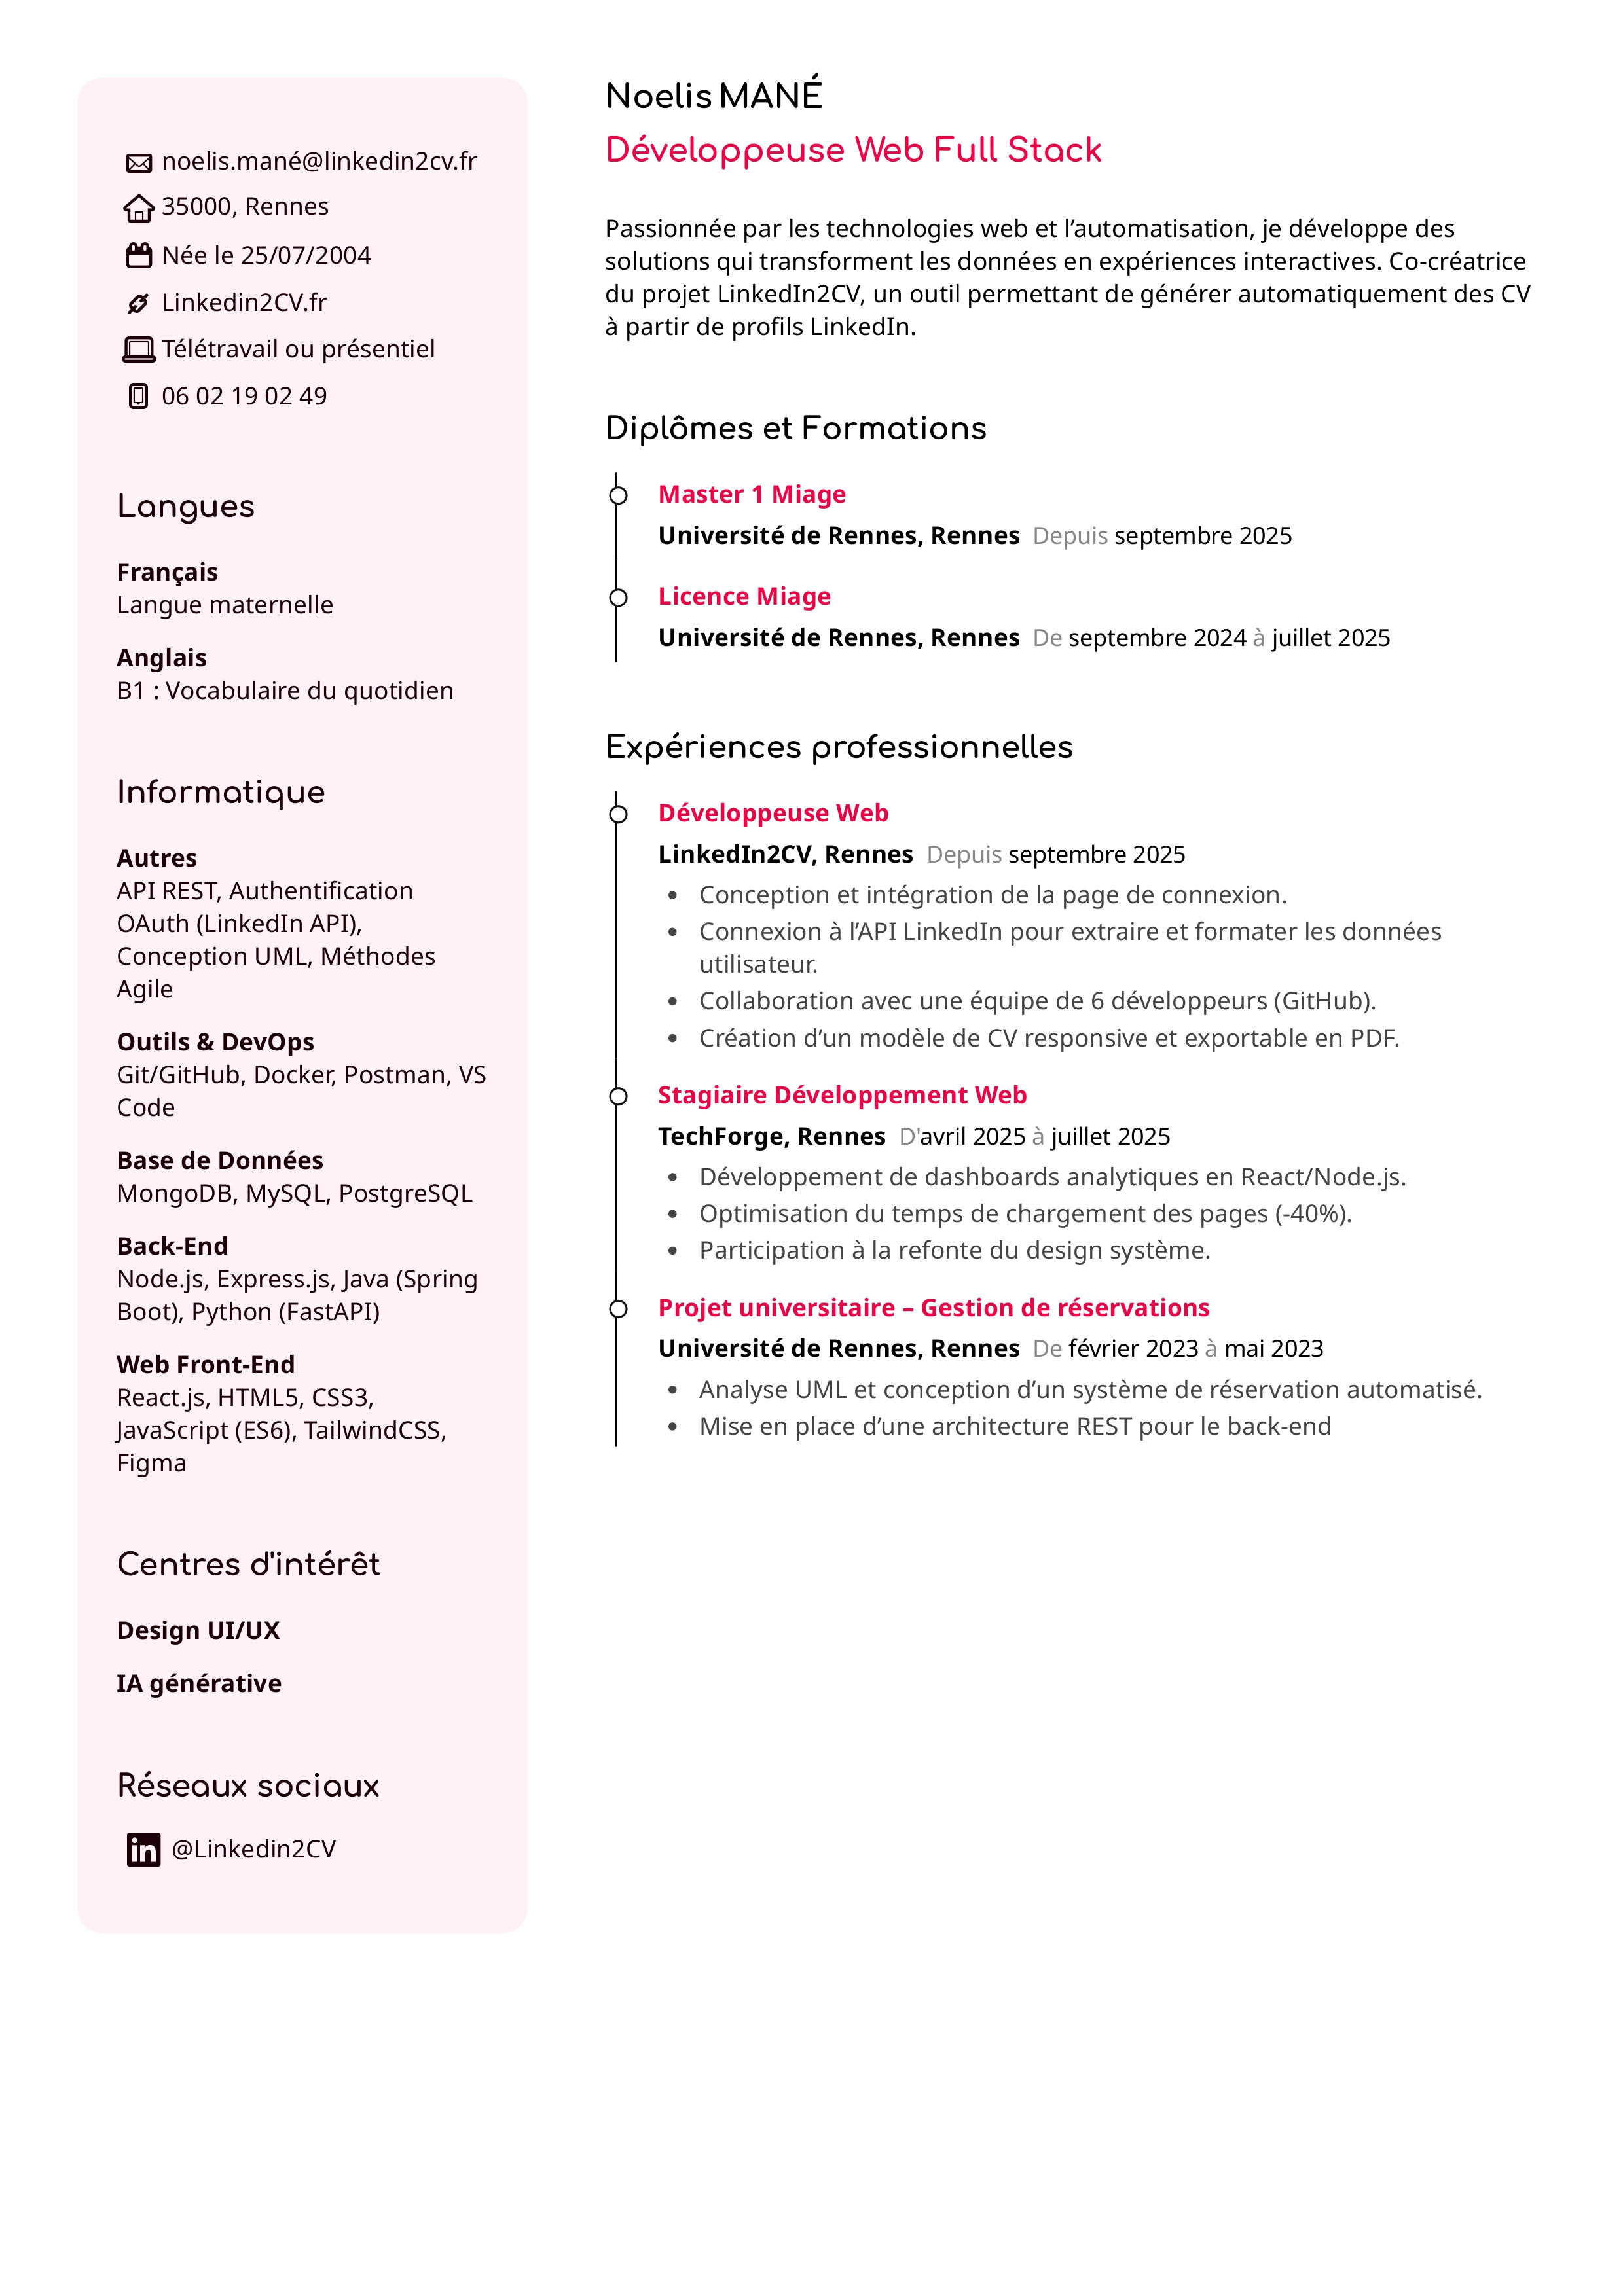 noelis.mané@linkedin2cv.fr
35000, Rennes
Née le 25/07/2004
Linkedin2CV.fr
Télétravail ou présentiel
06 02 19 02 49
Langues
Français
Langue maternelle
Anglais
B1 : Vocabulaire du quotidien
Informatique
Autres
API REST, Authentification
OAuth (LinkedIn API),
Conception UML, Méthodes
Agile
Outils & DevOps
Git/GitHub, Docker, Postman, VS
Code
Base de Données
MongoDB, MySQL, PostgreSQL
Back-End
Node.js, Express.js, Java (Spring
Boot), Python (FastAPI)
Web Front-End
React.js, HTML5, CSS3,
JavaScript (ES6), TailwindCSS,
Figma
Centres d'intérêt
Design UI/UX
IA générative
Réseaux sociaux
@Linkedin2CV
Noelis MANÉ
Développeuse Web Full Stack
Passionnée par les technologies web et l’automatisation, je développe des
solutions qui transforment les données en expériences interactives. Co-créatrice
du projet LinkedIn2CV, un outil permettant de générer automatiquement des CV
à partir de profils LinkedIn.
Diplômes et Formations
Master 1 Miage
Université de Rennes, Rennes Depuis septembre 2025
Licence Miage
Université de Rennes, Rennes De septembre 2024 à juillet 2025
Expériences professionnelles
Développeuse Web
LinkedIn2CV, Rennes Depuis septembre 2025
• Conception et intégration de la page de connexion.
• Connexion à l’API LinkedIn pour extraire et formater les données
utilisateur.
• Collaboration avec une équipe de 6 développeurs (GitHub).
• Création d’un modèle de CV responsive et exportable en PDF.
Stagiaire Développement Web
TechForge, Rennes D'avril 2025 à juillet 2025
• Développement de dashboards analytiques en React/Node.js.
• Optimisation du temps de chargement des pages (-40%).
• Participation à la refonte du design système.
Projet universitaire – Gestion de réservations
Université de Rennes, Rennes De février 2023 à mai 2023
• Analyse UML et conception d’un système de réservation automatisé.
• Mise en place d’une architecture REST pour le back-end